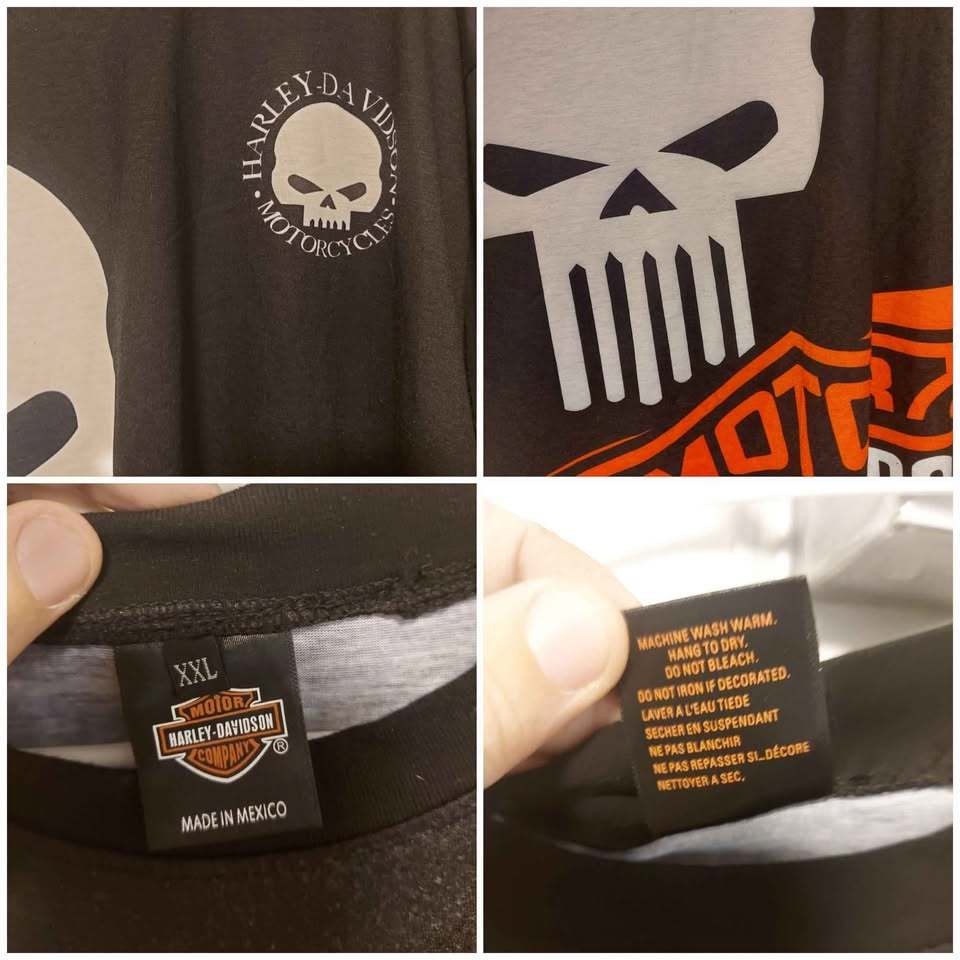 HARLEY-DAVIDSON
• MOTORCYCLES •
MOTOR
XXL
MOTOR
HARLEY-DAVIDSON
COMPANY
®
MADE IN MEXICO
MACHINE WASH WARM.
HANG TO DRY.
DO NOT BLEACH.
DO NOT IRON IF DECORATED.
LAVER A L'EAU TIEDE
SECHER EN SUSPENDANT
NE PAS BLANCHIR
NE PAS REPASSER SI...DÉCORE
NETTOYER A SEC.